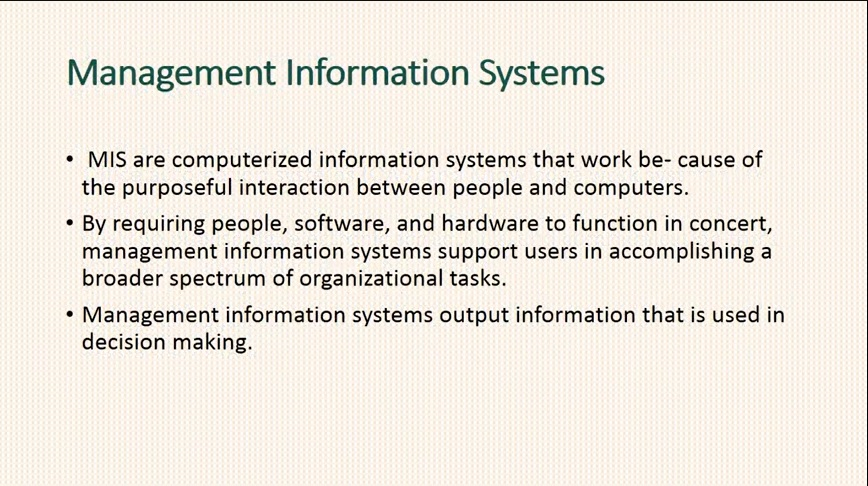 Management Information Systems
• MIS are computerized information systems that work be- cause of
the purposeful interaction between people and computers.
• By requiring people, software, and hardware to function in concert,
management information systems support users in accomplishing a
broader spectrum of organizational tasks.
• Management information systems output information that is used in
decision making.